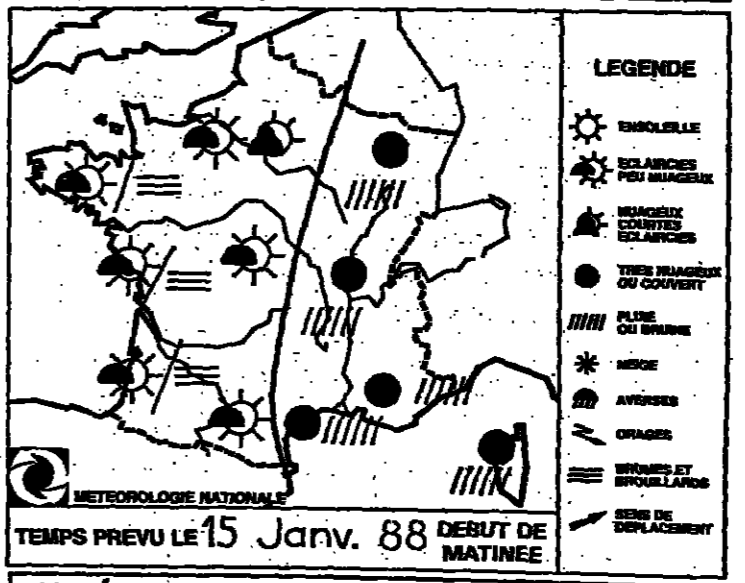 LEGENDE
ENSOLEILLE
ECLAIRCIES
PEU NUAGEUX
NUAGEUX
COURTES
ECLAIRCIES
TRES NUAGEUX
OU COUVERT
PLUIE
OU BRUINE
NEIGE
AVERSES
ORAGES
BRUMES ET
BROUILLARDS
SENS DE
DEPLACEMENT
METEOROLOGIE NATIONALE
TEMPS PREVU LE 15 Janv. 88 DEBUT DE
MATINEE